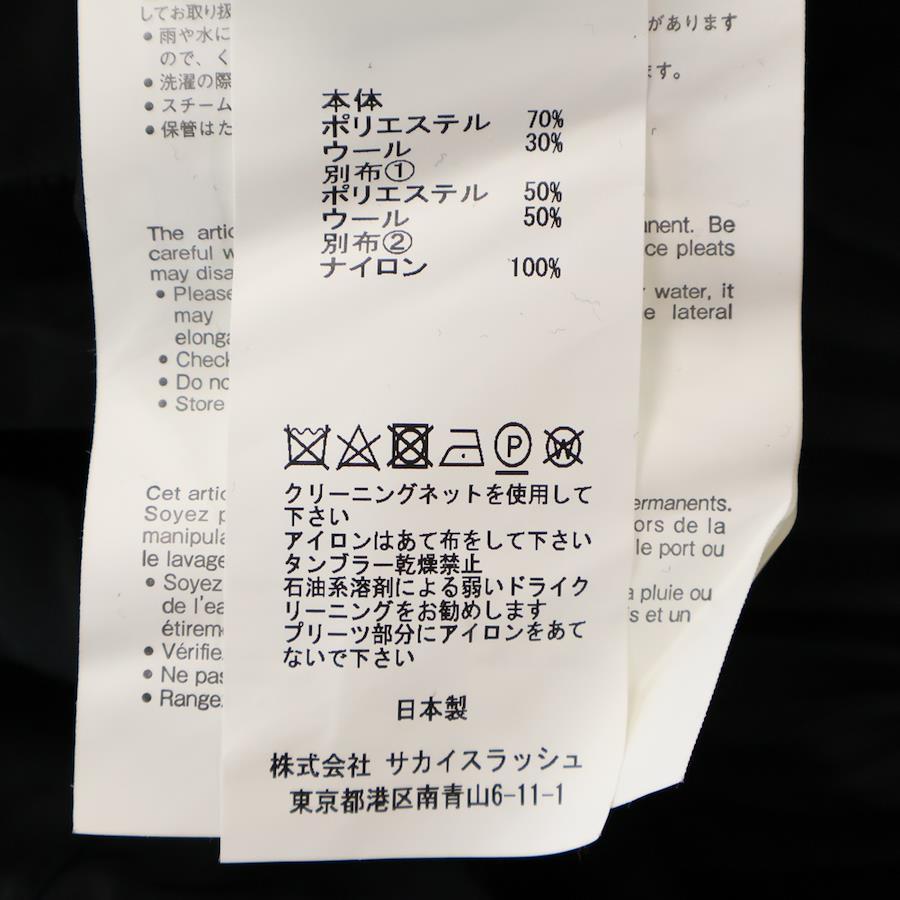 本体
ポリエステル 70%
ウール 30%
別布①
ポリエステル 50%
ウール 50%
別布②
ナイロン 100%
P
W
クリーニングネットを使用して
下さい
アイロンはあて布をして下さい
タンブラー乾燥禁止
石油系溶剤による弱いドライク
リーニングをお勧めします
プリーツ部分にアイロンをあて
ないで下さい
日本製
株式会社 サカイスラッシュ
東京都港区南青山6-11-1
してお取り扱
• 雨や水に
ので、く
• 洗濯の際
• スチーム
• 保管はた
があります
ます。
The artic
careful w
may disa
• Please
may
elonga
• Check
• Do no
• Store
nent. Be
ce pleats
water, it
e lateral
Cet artic
Soyez p
manipula
le lavage
• Soyez
de l'ea
étirem
• Vérifie
• Ne pas
• Rangez
ermanents.
ors de la
le port ou
a pluie ou
s et un